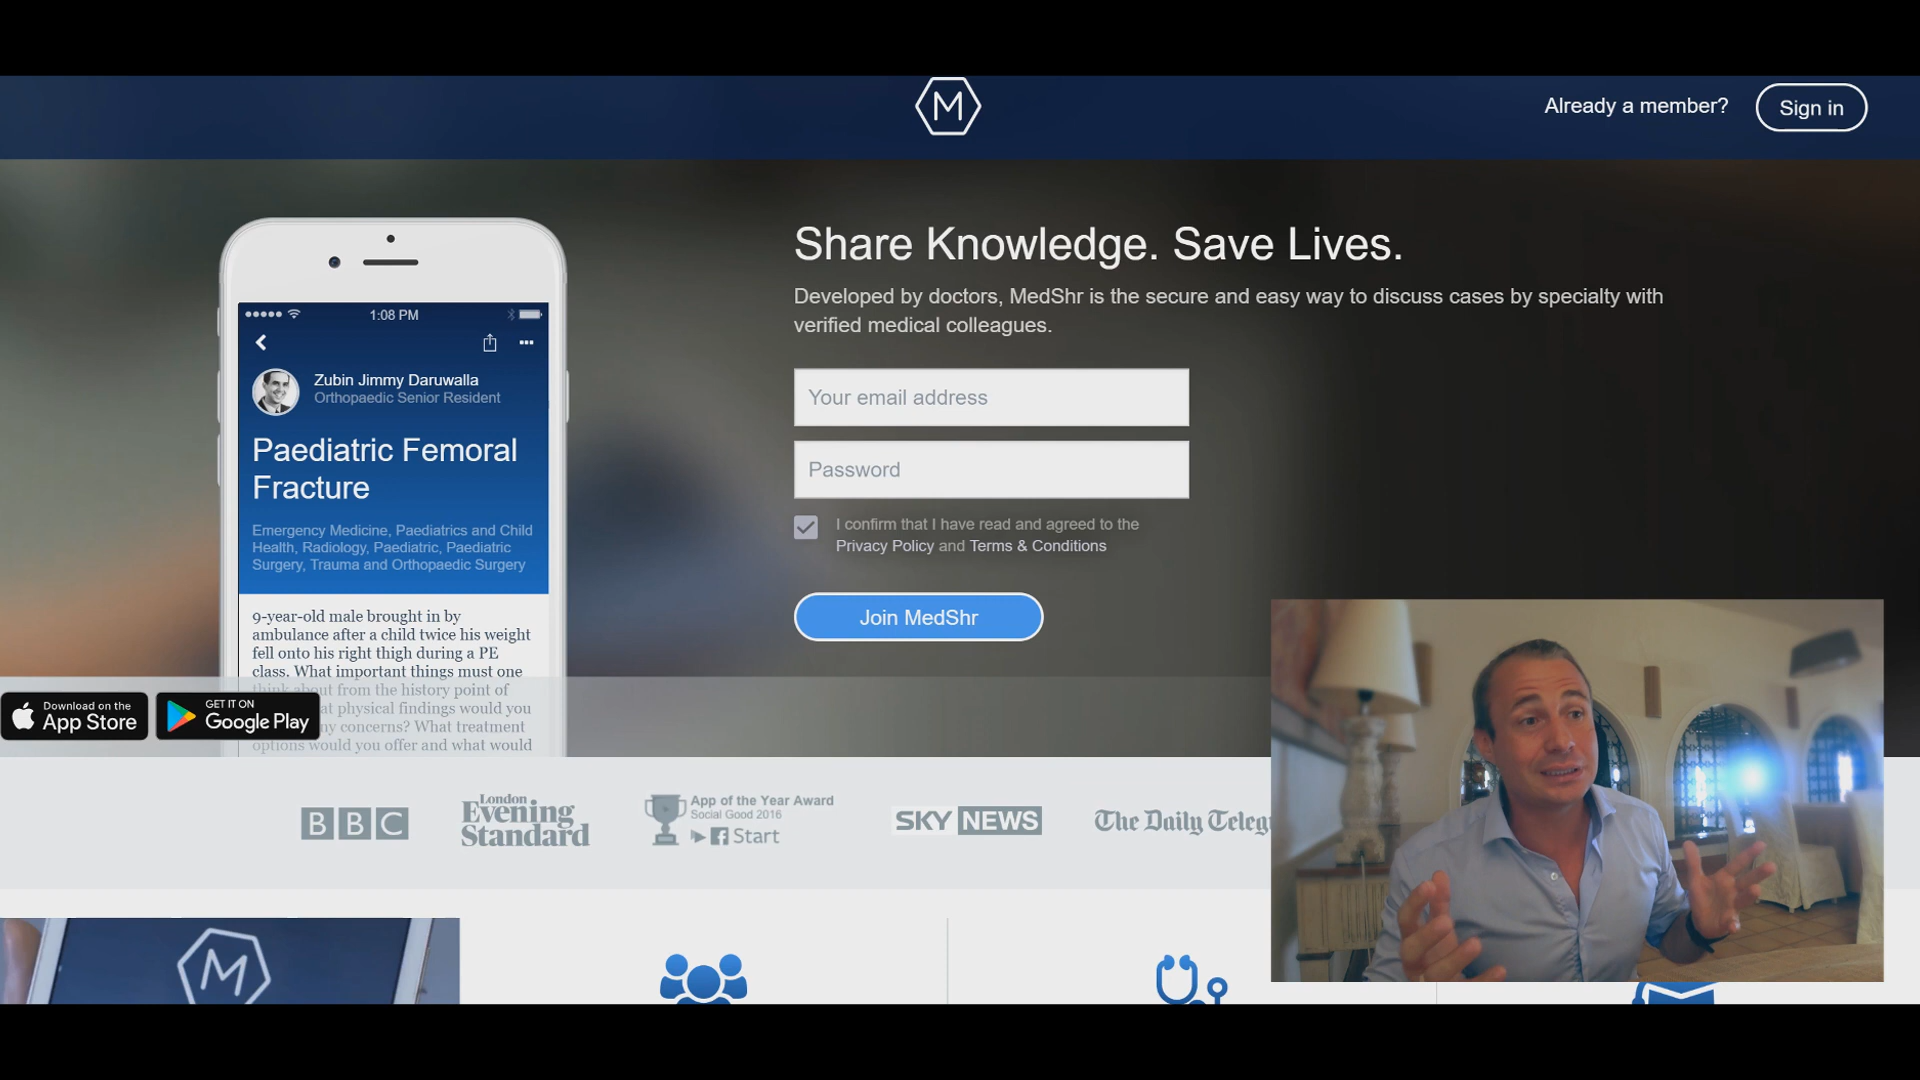 M
Already a member?
Sign in
Share Knowledge. Save Lives.
Developed by doctors, MedShr is the secure and easy way to discuss cases by specialty with
verified medical colleagues.
Your email address
Password
I confirm that I have read and agreed to the
Privacy Policy and Terms & Conditions
Join MedShr
1:08 PM
Zubin Jimmy Daruwalla
Orthopaedic Senior Resident
Paediatric Femoral
Fracture
Emergency Medicine, Paediatrics and Child
Health, Radiology, Paediatric, Paediatric
Surgery, Trauma and Orthopaedic Surgery
9-year-old male brought in by
ambulance after a child twice his weight
fell onto his right thigh during a PE
class. What important things must one
think about from the history point of
physical findings would you
concerns? What treatment
options would you offer and what would
Download on the
App Store
GET IT ON
Google Play
BBC
London
Evening
Standard
App of the Year Award
Social Good 2016
Start
SKY NEWS
The Daily
M